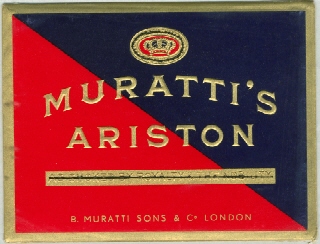 MURATTI'S
ARISTON
B. MURATTI SONS & Cº LONDON